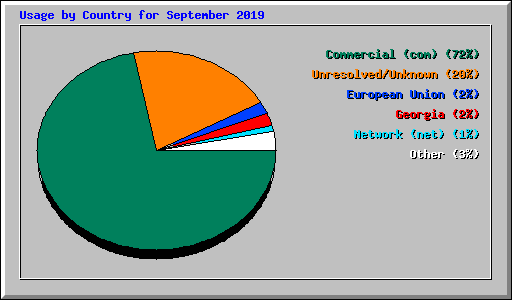 Usage by Country for September 2019
Commercial (com) (72%)
Unresolved/Unknown (20%)
European Union (2%)
Georgia (2%)
Network (net) (1%)
Other (3%)